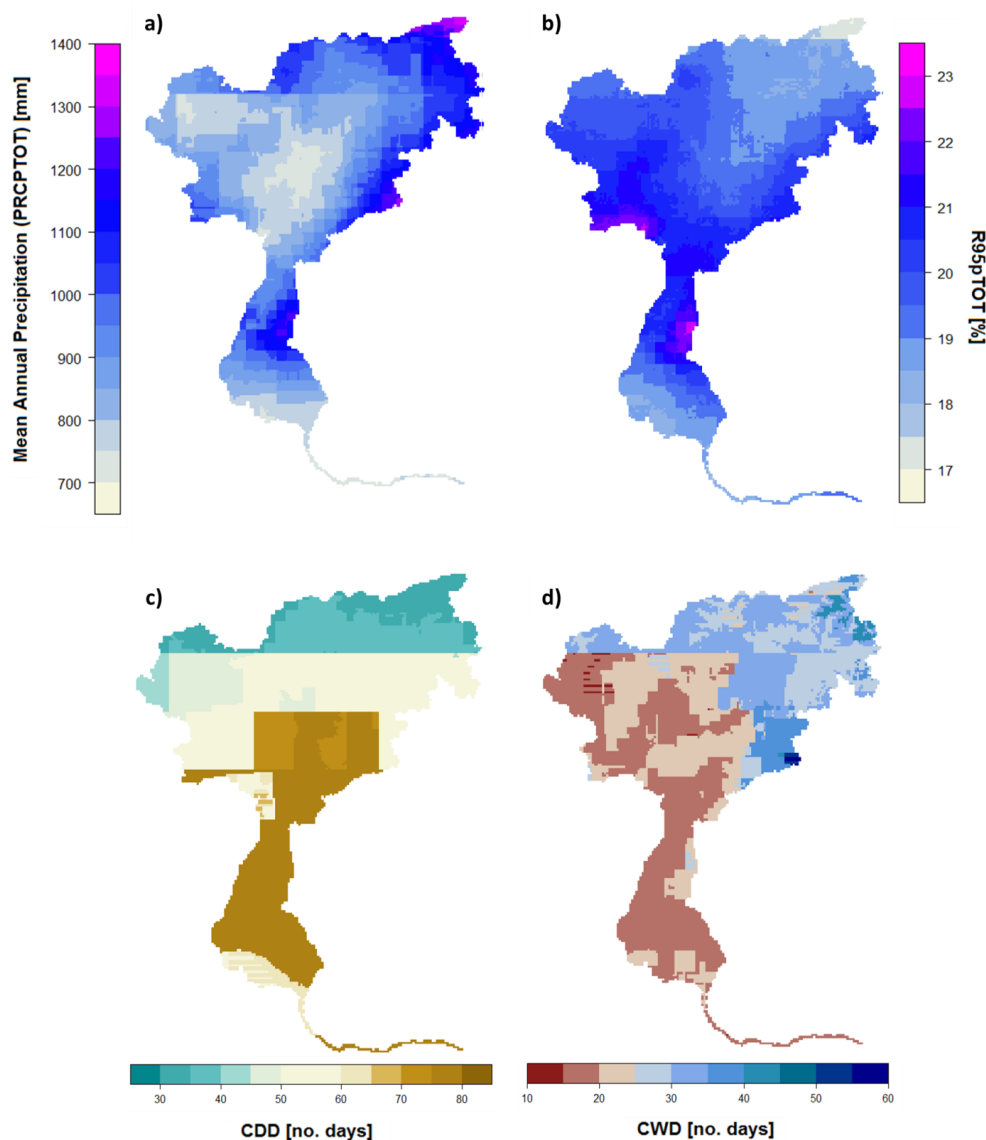 a)
b)
Mean Annual Precipitation (PRCPTOT) [mm]
1400
1300
1200
1100
1000
900
800
700
23
22
21
20
19
18
17
R95pTOT [%]
c)
d)
30 40 50 60 70 80
CDD [no. days]
10 20 30 40 50 60
CWD [no. days]